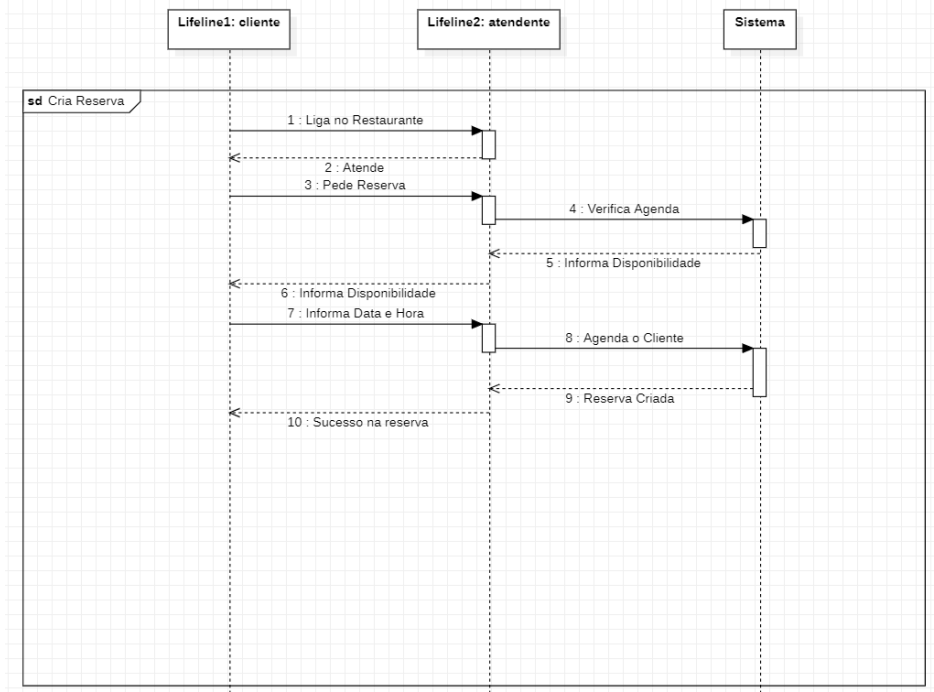 Lifeline1: cliente
Lifeline2: atendente
Sistema
sd Cria Reserva
1 : Liga no Restaurante
2 : Atende
3 : Pede Reserva
4 : Verifica Agenda
5 : Informa Disponibilidade
6 : Informa Disponibilidade
7 : Informa Data e Hora
8 : Agenda o Cliente
9 : Reserva Criada
10 : Sucesso na reserva